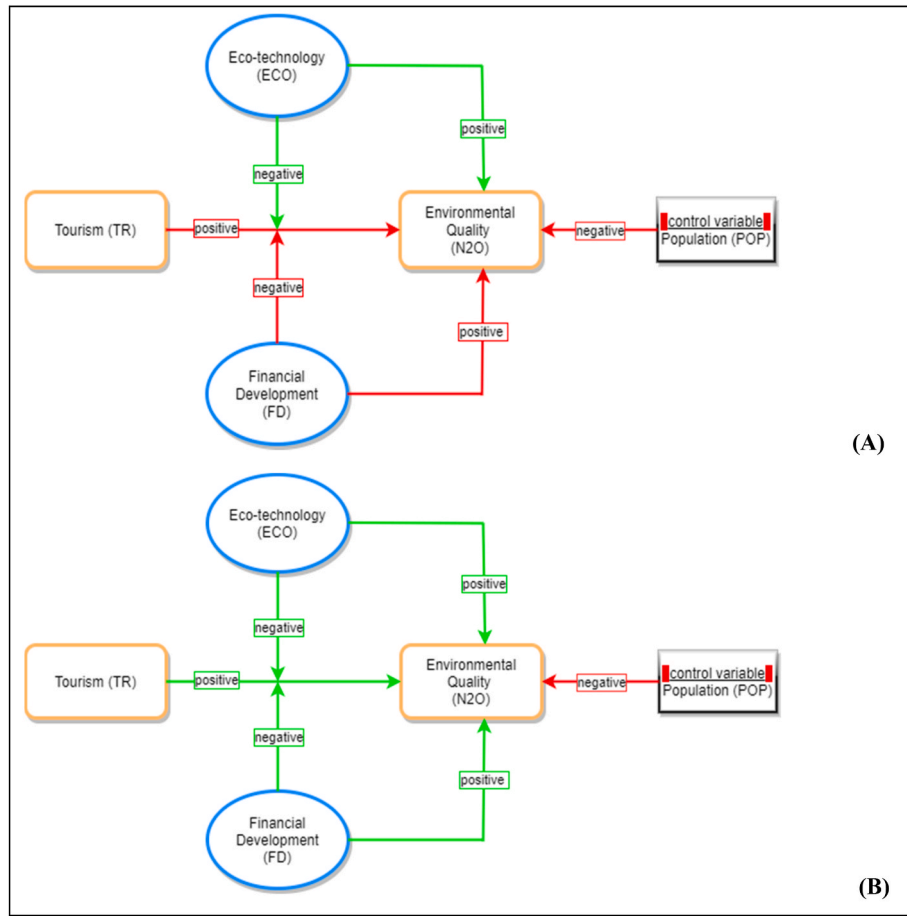 Eco-technology
(ECO)
positive
negative
Tourism (TR)
positive
Environmental
Quality
(N2O)
negative
control variable
Population (POP)
negative
positive
Financial
Development
(FD)
(A)
Eco-technology
(ECO)
positive
negative
Tourism (TR)
positive
Environmental
Quality
(N2O)
negative
control variable
Population (POP)
negative
positive
Financial
Development
(FD)
(B)